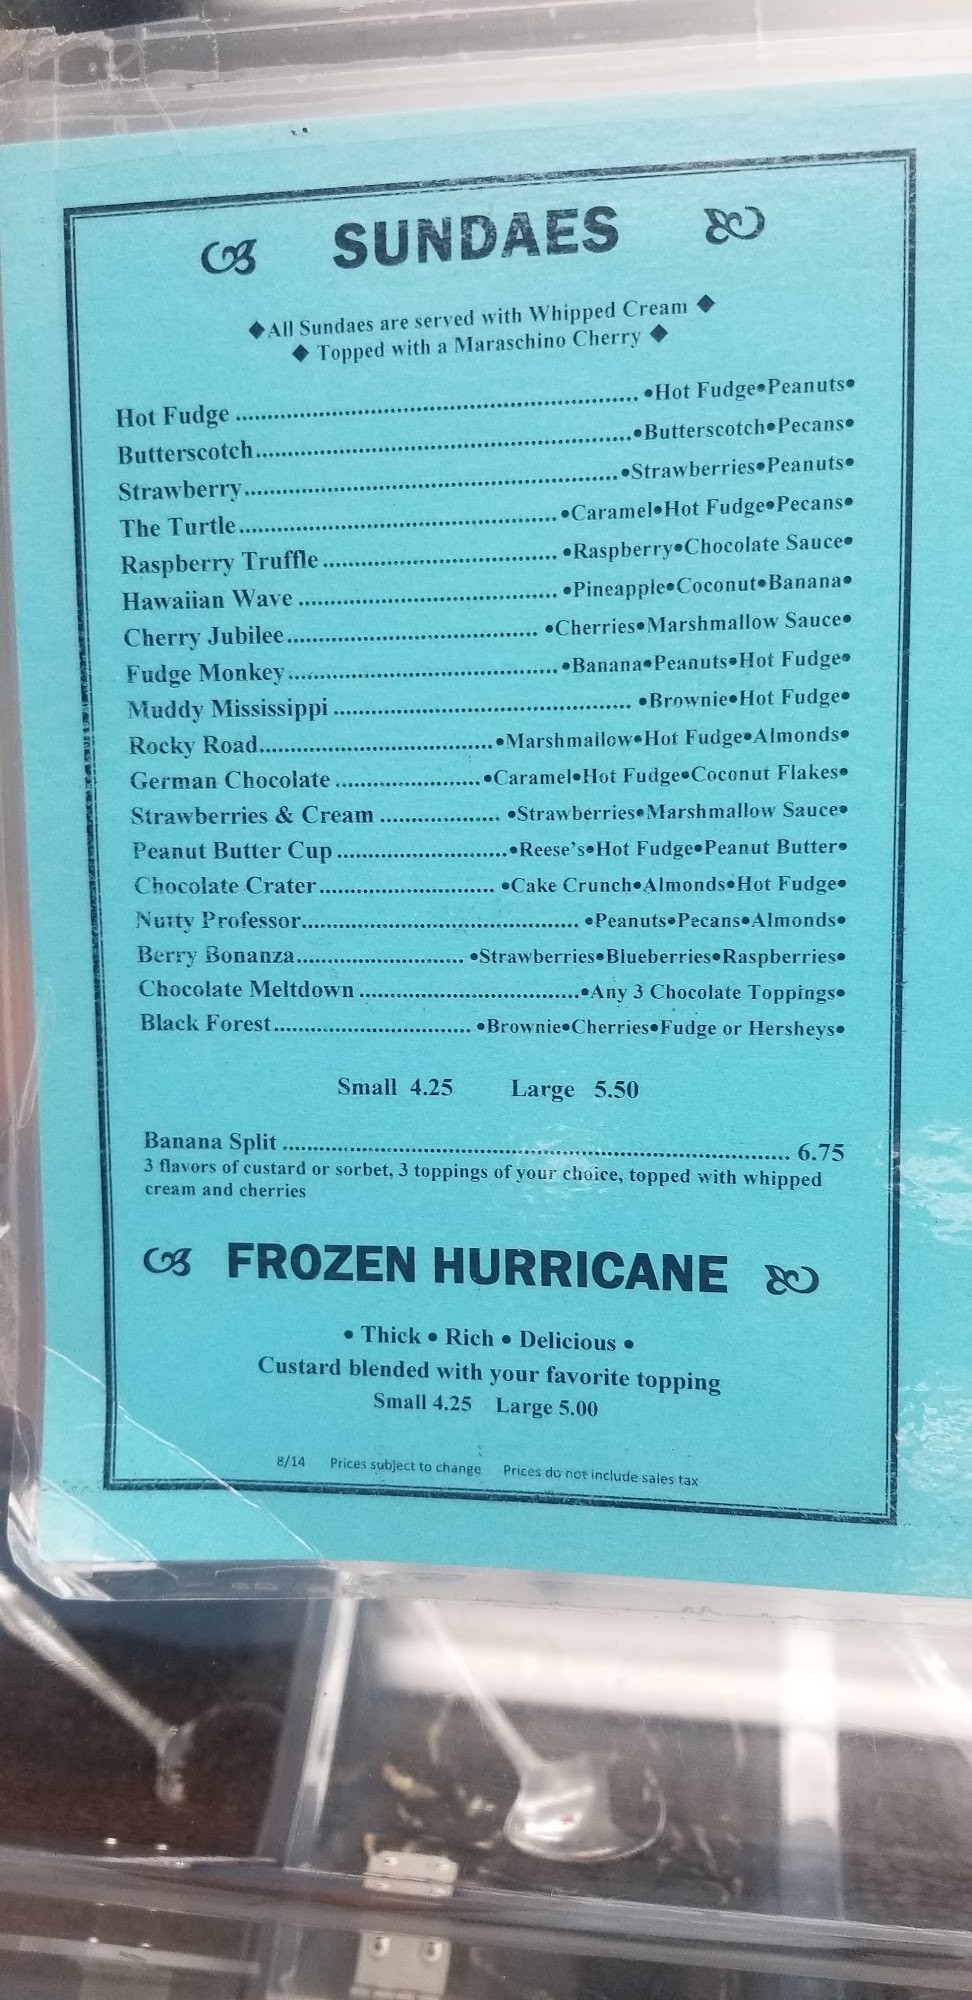 SUNDAES
◆All Sundaes are served with Whipped Cream ◆
◆ Topped with a Maraschino Cherry ◆
Hot Fudge ................................ •Hot Fudge•Peanuts•
Butterscotch................................•Butterscotch•Pecans•
Strawberry................................•Strawberries•Peanuts•
The Turtle................................ •Caramel•Hot Fudge•Pecans•
Raspberry Truffle ................................ •Raspberry•Chocolate Sauce•
Hawaiian Wave ................................ •Pineapple•Coconut•Banana•
Cherry Jubilee................................ •Cherries•Marshmallow Sauce•
Fudge Monkey................................•Banana•Peanuts•Hot Fudge•
Muddy Mississippi ................................ •Brownie•Hot Fudge•
Rocky Road................................•Marshmallow•Hot Fudge•Almonds•
German Chocolate ......................•Caramel•Hot Fudge•Coconut Flakes•
Strawberries & Cream ................... •Strawberries•Marshmallow Sauce•
Peanut Butter Cup ..........................•Reese's•Hot Fudge•Peanut Butter•
Chocolate Crater........................... •Cake Crunch•Almonds•Hot Fudge•
Nutty Professor................................ •Peanuts•Pecans•Almonds•
Berry Bonanza......................... •Strawberries•Blueberries•Raspberries•
Chocolate Meltdown ................................•Any 3 Chocolate Toppings•
Black Forest.............................. •Brownie•Cherries•Fudge or Hersheys•
Small 4.25 Large 5.50
Banana Split ................................ 6.75
3 flavors of custard or sorbet, 3 toppings of your choice, topped with whipped
cream and cherries
FROZEN HURRICANE
• Thick • Rich • Delicious •
Custard blended with your favorite topping
Small 4.25 Large 5.00
8/14 Prices subject to change Prices do not include sales tax